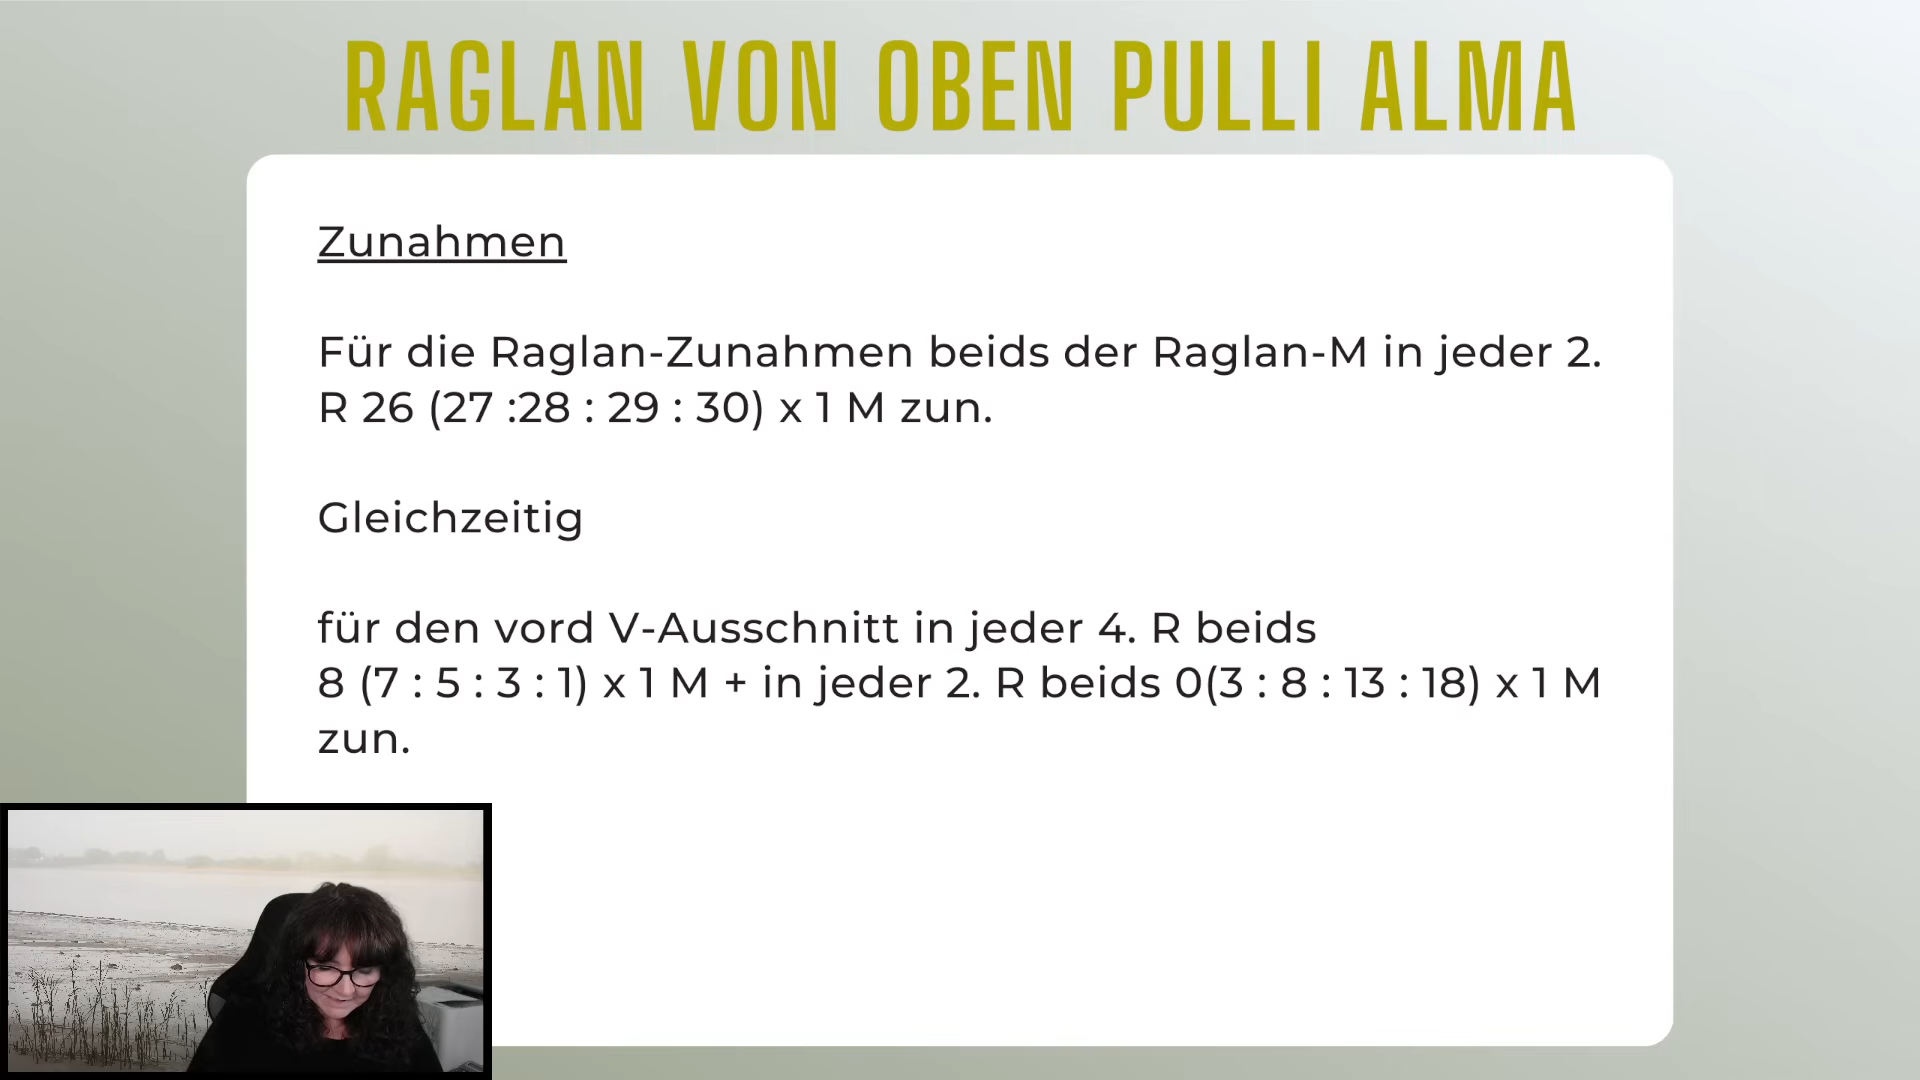 RAGLAN VON OBEN PULLI ALMA
Zunahmen
Für die Raglan-Zunahmen beids der Raglan-M in jeder 2.
R 26 (27 :28 : 29 : 30) x 1 M zun.
Gleichzeitig
für den vord V-Ausschnitt in jeder 4. R beids
8 (7 : 5 : 3 : 1) x 1 M + in jeder 2. R beids 0(3 : 8 : 13 : 18) x 1 M
zun.